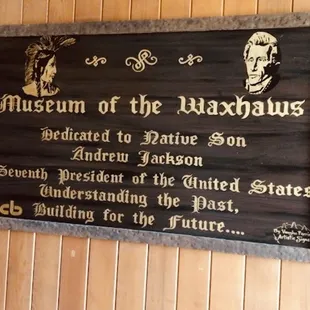 Museum of the Waxhaws
Dedicated to Native Son
Andrew Jackson
Seventh President of the United States
Understanding the Past,
Building for the Future....
cb